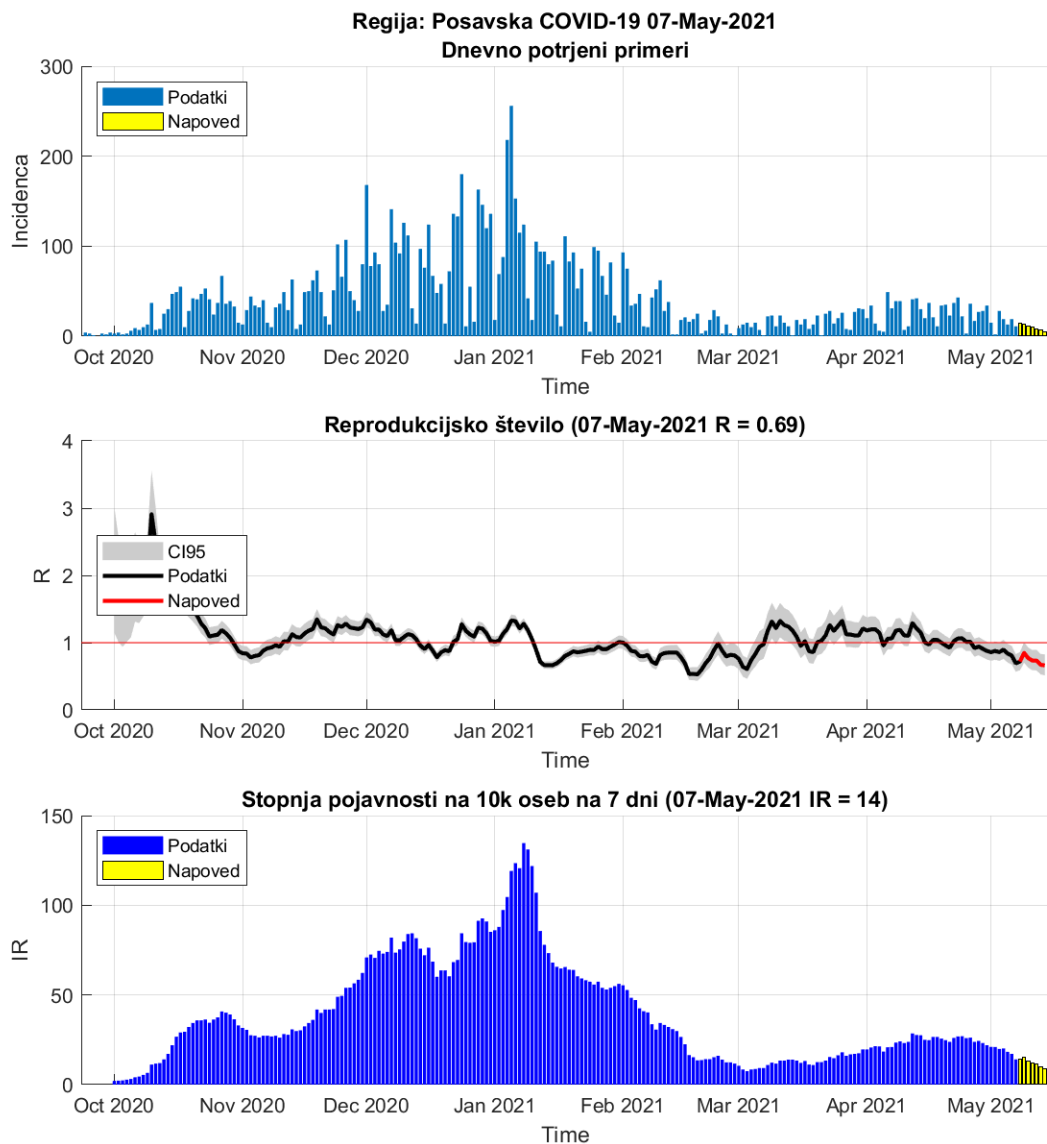 Regija: Posavska COVID-19 07-May-2021
Dnevno potrjeni primeri
300
200
100
0
Incidenca
Podatki
Napoved
Oct 2020 Nov 2020 Dec 2020 Jan 2021 Feb 2021 Mar 2021 Apr 2021 May 2021
Time
Reprodukcijsko število (07-May-2021 R = 0.69)
4
3
2
1
0
R
CI95
Podatki
Napoved
Oct 2020 Nov 2020 Dec 2020 Jan 2021 Feb 2021 Mar 2021 Apr 2021 May 2021
Time
Stopnja pojavnosti na 10k oseb na 7 dni (07-May-2021 IR = 14)
150
100
50
0
IR
Podatki
Napoved
Oct 2020 Nov 2020 Dec 2020 Jan 2021 Feb 2021 Mar 2021 Apr 2021 May 2021
Time